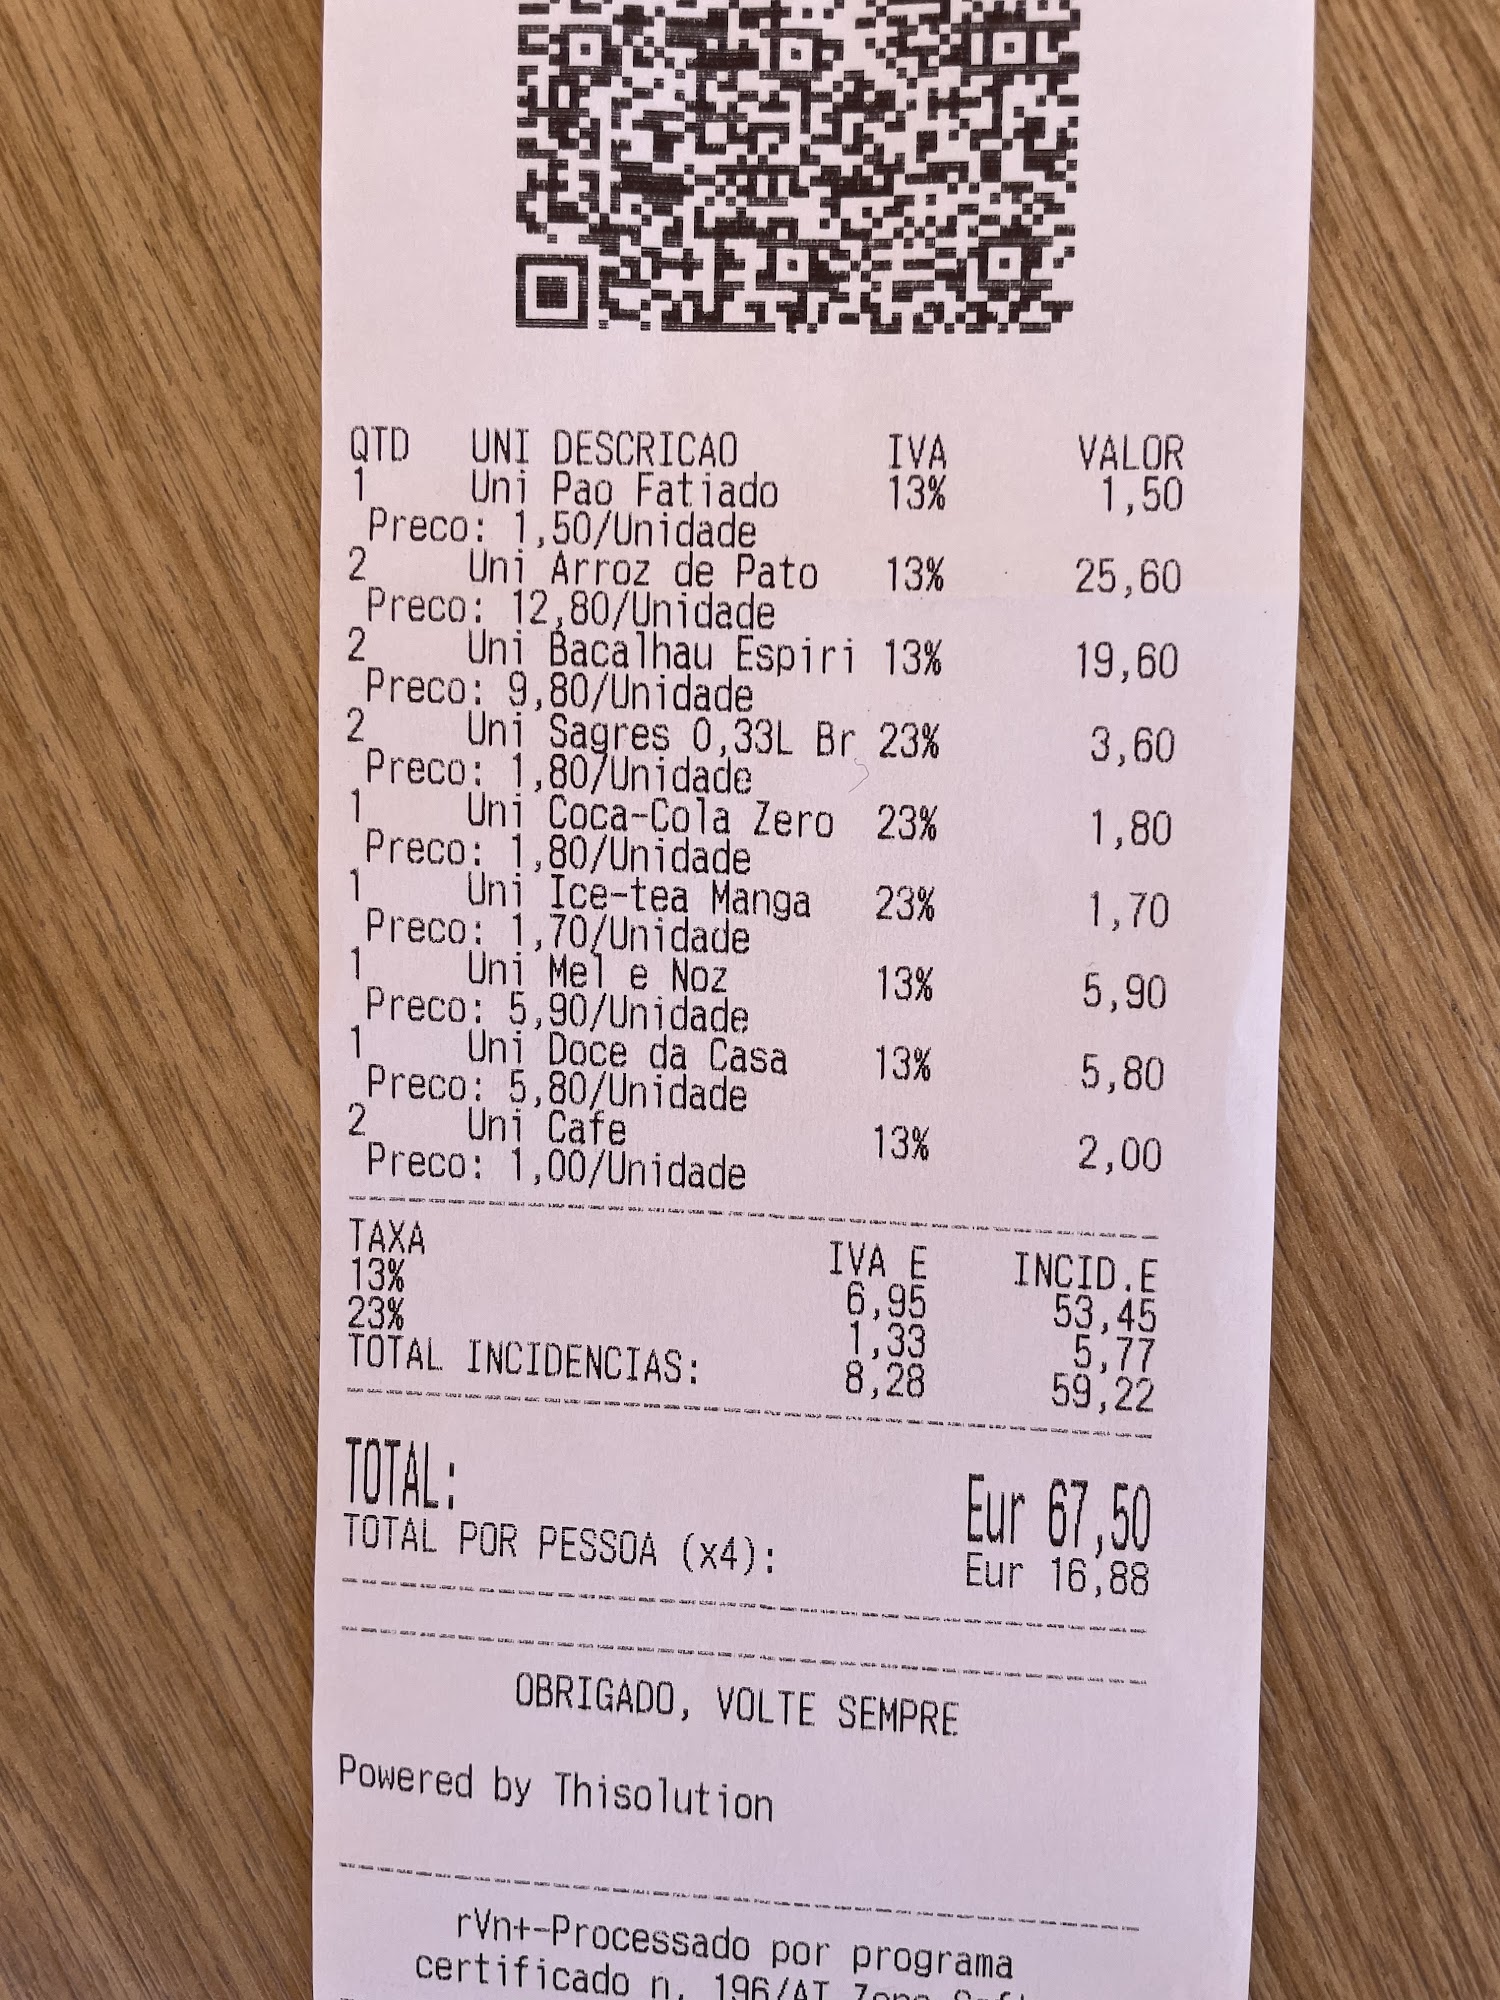 QTD UNI DESCRICAO IVA VALOR
1 Uni Pao Fatiado 13% 1,50
Preco: 1,50/Unidade
2 Uni Arroz de Pato 13% 25,60
Preco: 12,80/Unidade
2 Uni Bacalhau Espiri 13% 19,60
Preco: 9,80/Unidade
2 Uni Sagres 0,33L Br 23% 3,60
Preco: 1,80/Unidade
1 Uni Coca-Cola Zero 23% 1,80
Preco: 1,80/Unidade
1 Uni Ice-tea Manga 23% 1,70
Preco: 1,70/Unidade
1 Uni Mel e Noz 13% 5,90
Preco: 5,90/Unidade
1 Uni Doce da Casa 13% 5,80
Preco: 5,80/Unidade
2 Uni Cafe 13% 2,00
Preco: 1,00/Unidade
TAXA IVA E INCID.E
13% 6,95 53,45
23% 1,33 5,77
TOTAL INCIDENCIAS: 8,28 59,22
TOTAL: Eur 67,50
TOTAL POR PESSOA (x4): Eur 16,88
OBRIGADO, VOLTE SEMPRE
Powered by Thisolution
rVn+-Processado por programa
certificado n. 196/AT